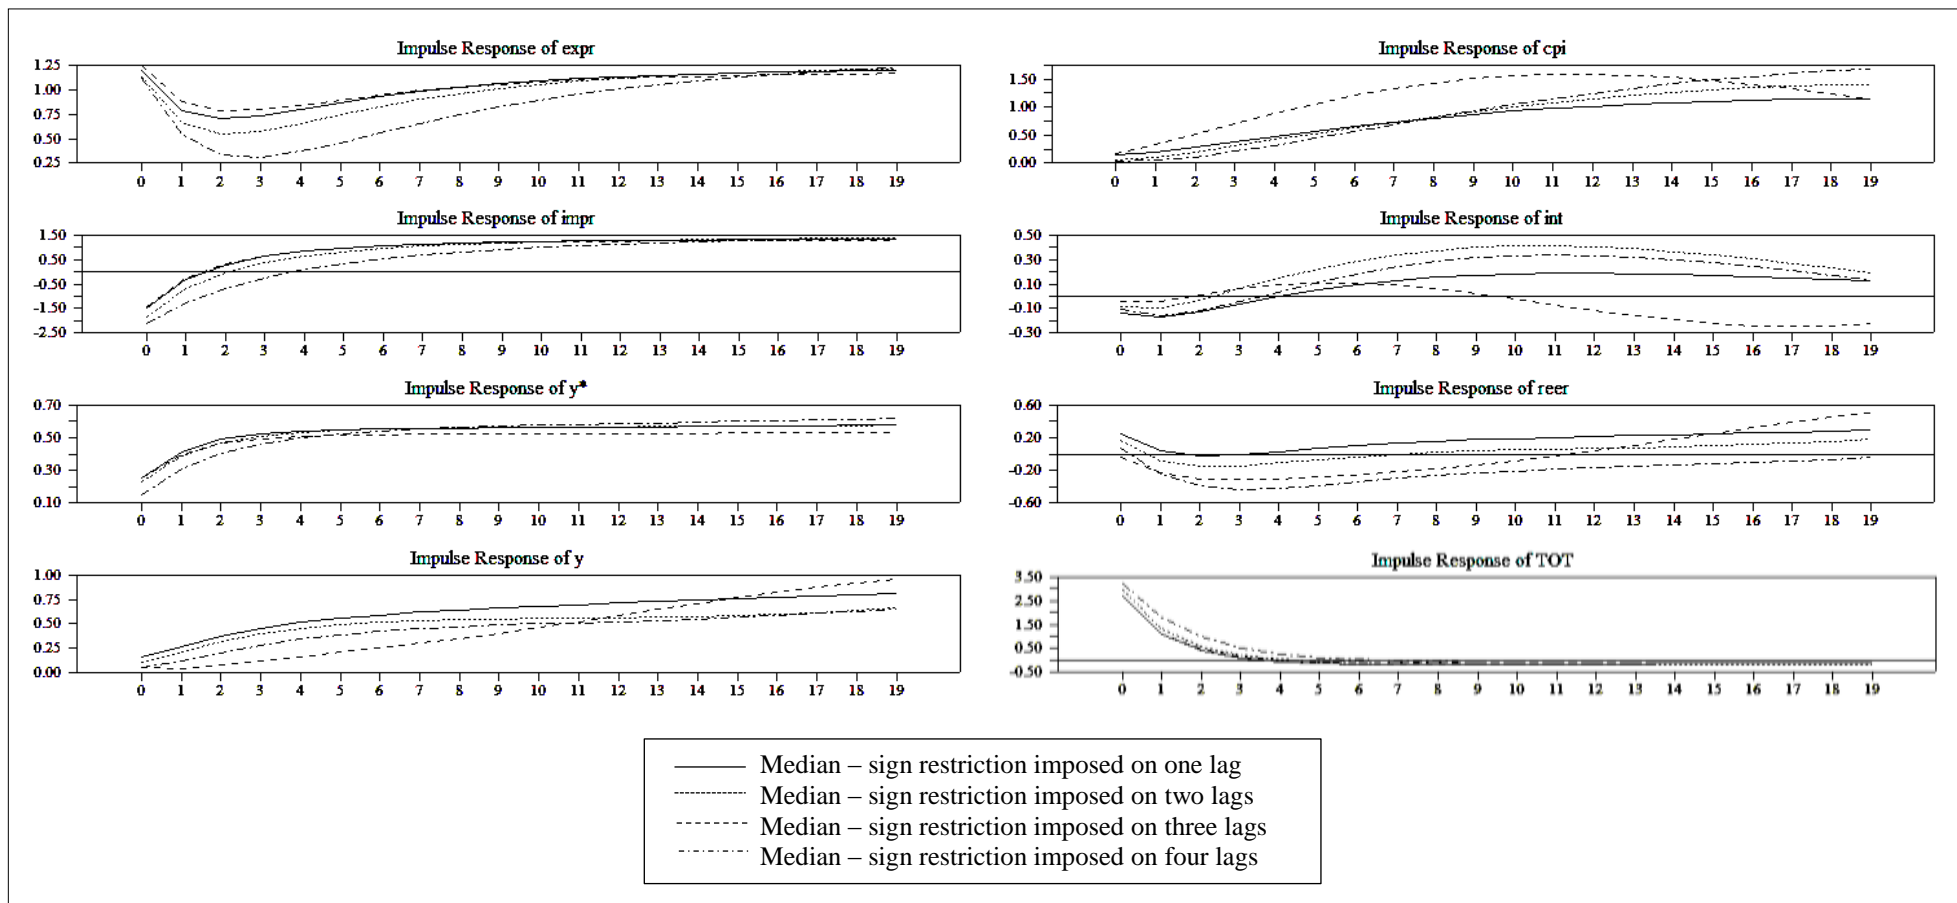 Impulse Response of expr
1.25
1.00
0.75
0.50
0.25
0 1 2 3 4 5 6 7 8 9 10 11 12 13 14 15 16 17 18 19
Impulse Response of impr
1.50
0.50
-0.50
-1.50
-2.50
0 1 2 3 4 5 6 7 8 9 10 11 12 13 14 15 16 17 18 19
Impulse Response of y*
0.70
0.50
0.30
0.10
0 1 2 3 4 5 6 7 8 9 10 11 12 13 14 15 16 17 18 19
Impulse Response of y
1.00
0.75
0.50
0.25
0.00
0 1 2 3 4 5 6 7 8 9 10 11 12 13 14 15 16 17 18 19
Impulse Response of cpi
1.50
1.00
0.50
0.00
0 1 2 3 4 5 6 7 8 9 10 11 12 13 14 15 16 17 18 19
Impulse Response of int
0.50
0.30
0.10
-0.10
-0.30
0 1 2 3 4 5 6 7 8 9 10 11 12 13 14 15 16 17 18 19
Impulse Response of reer
0.60
0.20
-0.20
-0.60
0 1 2 3 4 5 6 7 8 9 10 11 12 13 14 15 16 17 18 19
Impulse Response of TOT
3.50
2.50
1.50
0.50
-0.50
0 1 2 3 4 5 6 7 8 9 10 11 12 13 14 15 16 17 18 19
Median – sign restriction imposed on one lag
Median – sign restriction imposed on two lags
Median – sign restriction imposed on three lags
Median – sign restriction imposed on four lags